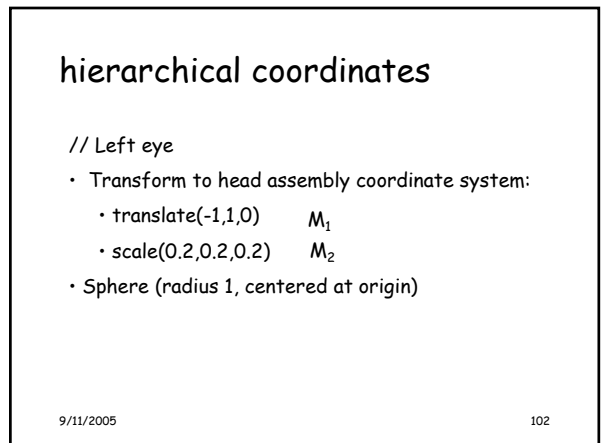 hierarchical coordinates
// Left eye
• Transform to head assembly coordinate system:
• translate(-1,1,0) M₁
• scale(0.2,0.2,0.2) M₂
• Sphere (radius 1, centered at origin)
9/11/2005 102